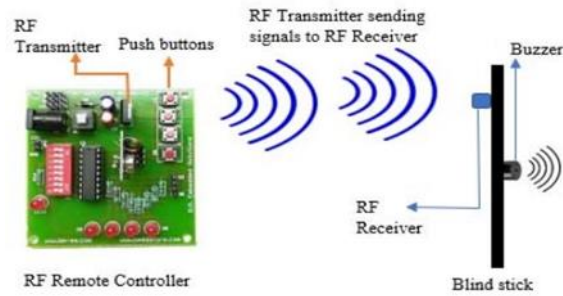 RF
Transmitter
Push buttons
RF Transmitter sending
signals to RF Receiver
Buzzer
RF
Receiver
RF Remote Controller
Blind stick